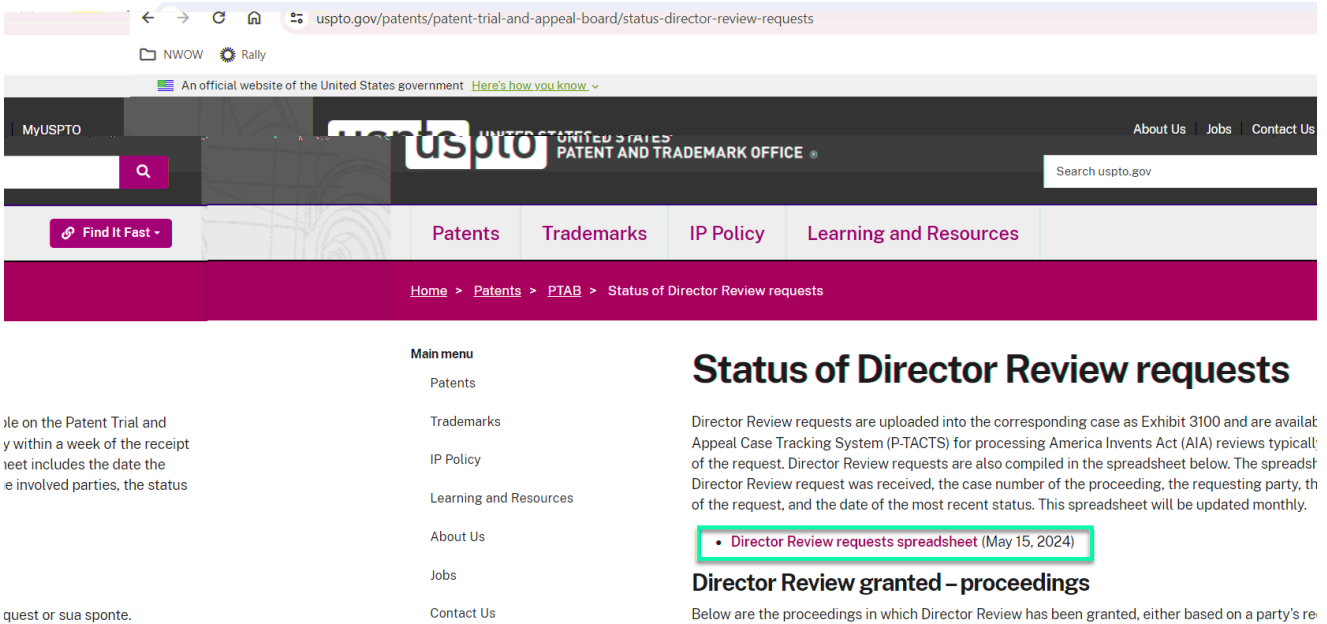 uspto.gov/patents/patent-trial-and-appeal-board/status-director-review-requests
NWOW Rally
An official website of the United States government Here's how you know
MyUSPTO
About Us Jobs Contact Us
uspto UNITED STATES
PATENT AND TRADEMARK OFFICE ®
Search uspto.gov
Find It Fast
Patents Trademarks IP Policy Learning and Resources
Home > Patents > PTAB > Status of Director Review requests
Main menu
Patents
Trademarks
IP Policy
Learning and Resources
About Us
Jobs
Contact Us
Status of Director Review requests
Director Review requests are uploaded into the corresponding case as Exhibit 3100 and are availab
Appeal Case Tracking System (P-TACTS) for processing America Invents Act (AIA) reviews typically
of the request. Director Review requests are also compiled in the spreadsheet below. The spreadsh
Director Review request was received, the case number of the proceeding, the requesting party, th
of the request, and the date of the most recent status. This spreadsheet will be updated monthly.
• Director Review requests spreadsheet (May 15, 2024)
Director Review granted – proceedings
Below are the proceedings in which Director Review has been granted, either based on a party's re
ble on the Patent Trial and
y within a week of the receipt
heet includes the date the
e involved parties, the status
quest or sua sponte.